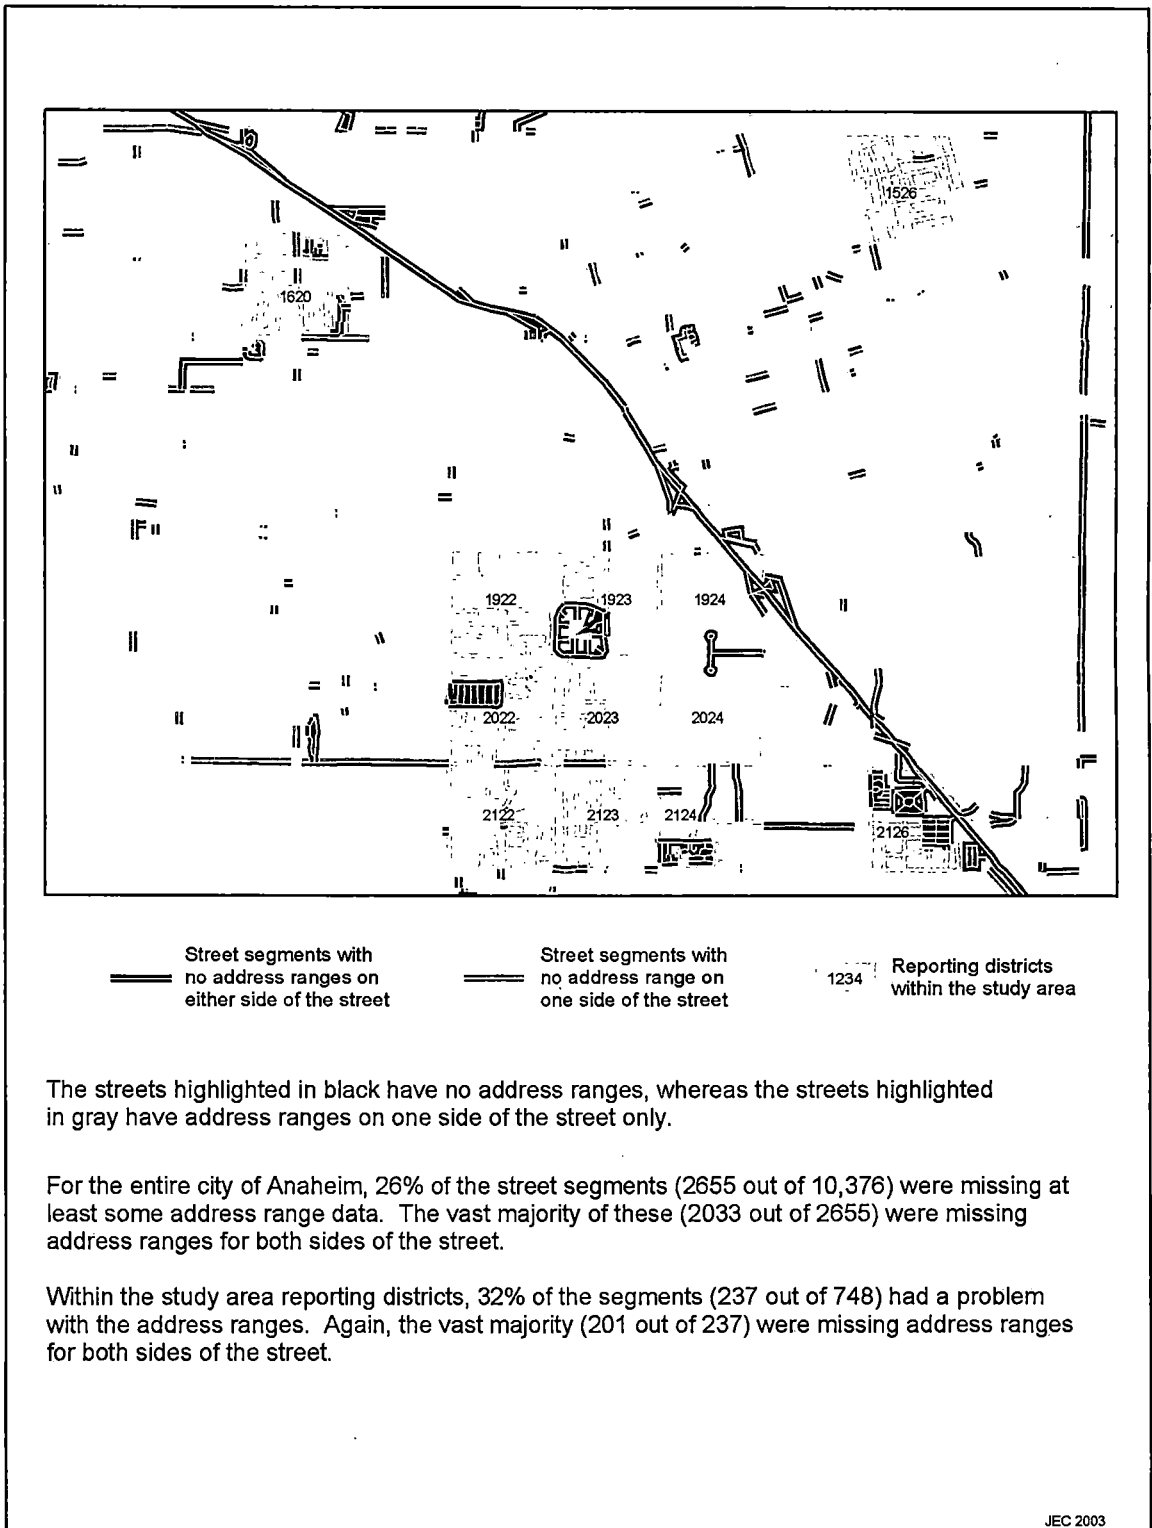 1526
1620
1922
1923
1924
2022
2023
2024
2122
2123
2124
2126
Street segments with
no address ranges on
either side of the street
Street segments with
no address range on
one side of the street
1234
Reporting districts
within the study area
The streets highlighted in black have no address ranges, whereas the streets highlighted
in gray have address ranges on one side of the street only.
For the entire city of Anaheim, 26% of the street segments (2655 out of 10,376) were missing at
least some address range data. The vast majority of these (2033 out of 2655) were missing
address ranges for both sides of the street.
Within the study area reporting districts, 32% of the segments (237 out of 748) had a problem
with the address ranges. Again, the vast majority (201 out of 237) were missing address ranges
for both sides of the street.
JEC 2003